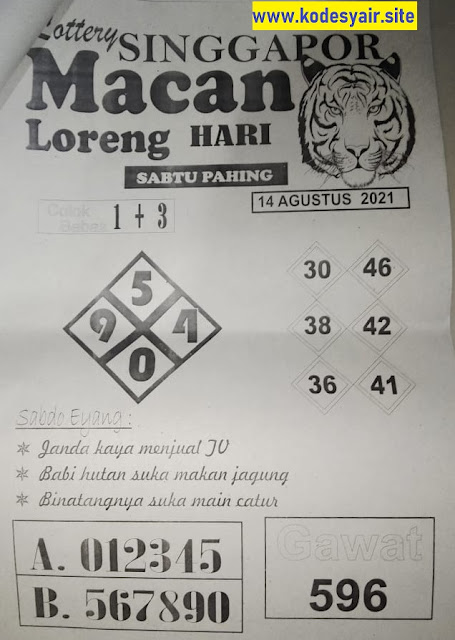 www.kodesyair.site
Lottery SINGGAPOR
Macan
Loreng HARI
SABTU PAHING
14 AGUSTUS 2021
Colok Bebas 1 + 3
5
9 4
0
30 46
38 42
36 41
Sabdo Eyang :
Janda kaya menjual TV
Babi hutan suka makan jagung
Binatangnya suka main catur
A. 012345
B. 567890
Gawat
596